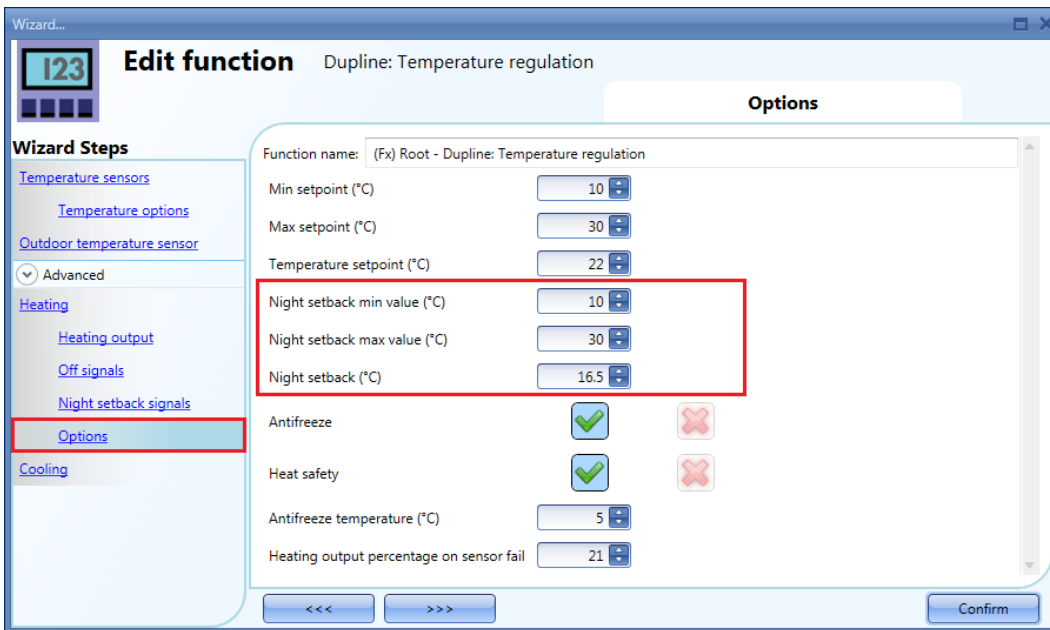 Wizard...
123
Edit function Dupline: Temperature regulation
Options
Wizard Steps
Temperature sensors
Temperature options
Outdoor temperature sensor
Advanced
Heating
Heating output
Off signals
Night setback signals
Options
Cooling
Function name: (Fx) Root - Dupline: Temperature regulation
Min setpoint (°C) 10
Max setpoint (°C) 30
Temperature setpoint (°C) 22
Night setback min value (°C) 10
Night setback max value (°C) 30
Night setback (°C) 16.5
Antifreeze
Heat safety
Antifreeze temperature (°C) 5
Heating output percentage on sensor fail 21
<<< >>> Confirm